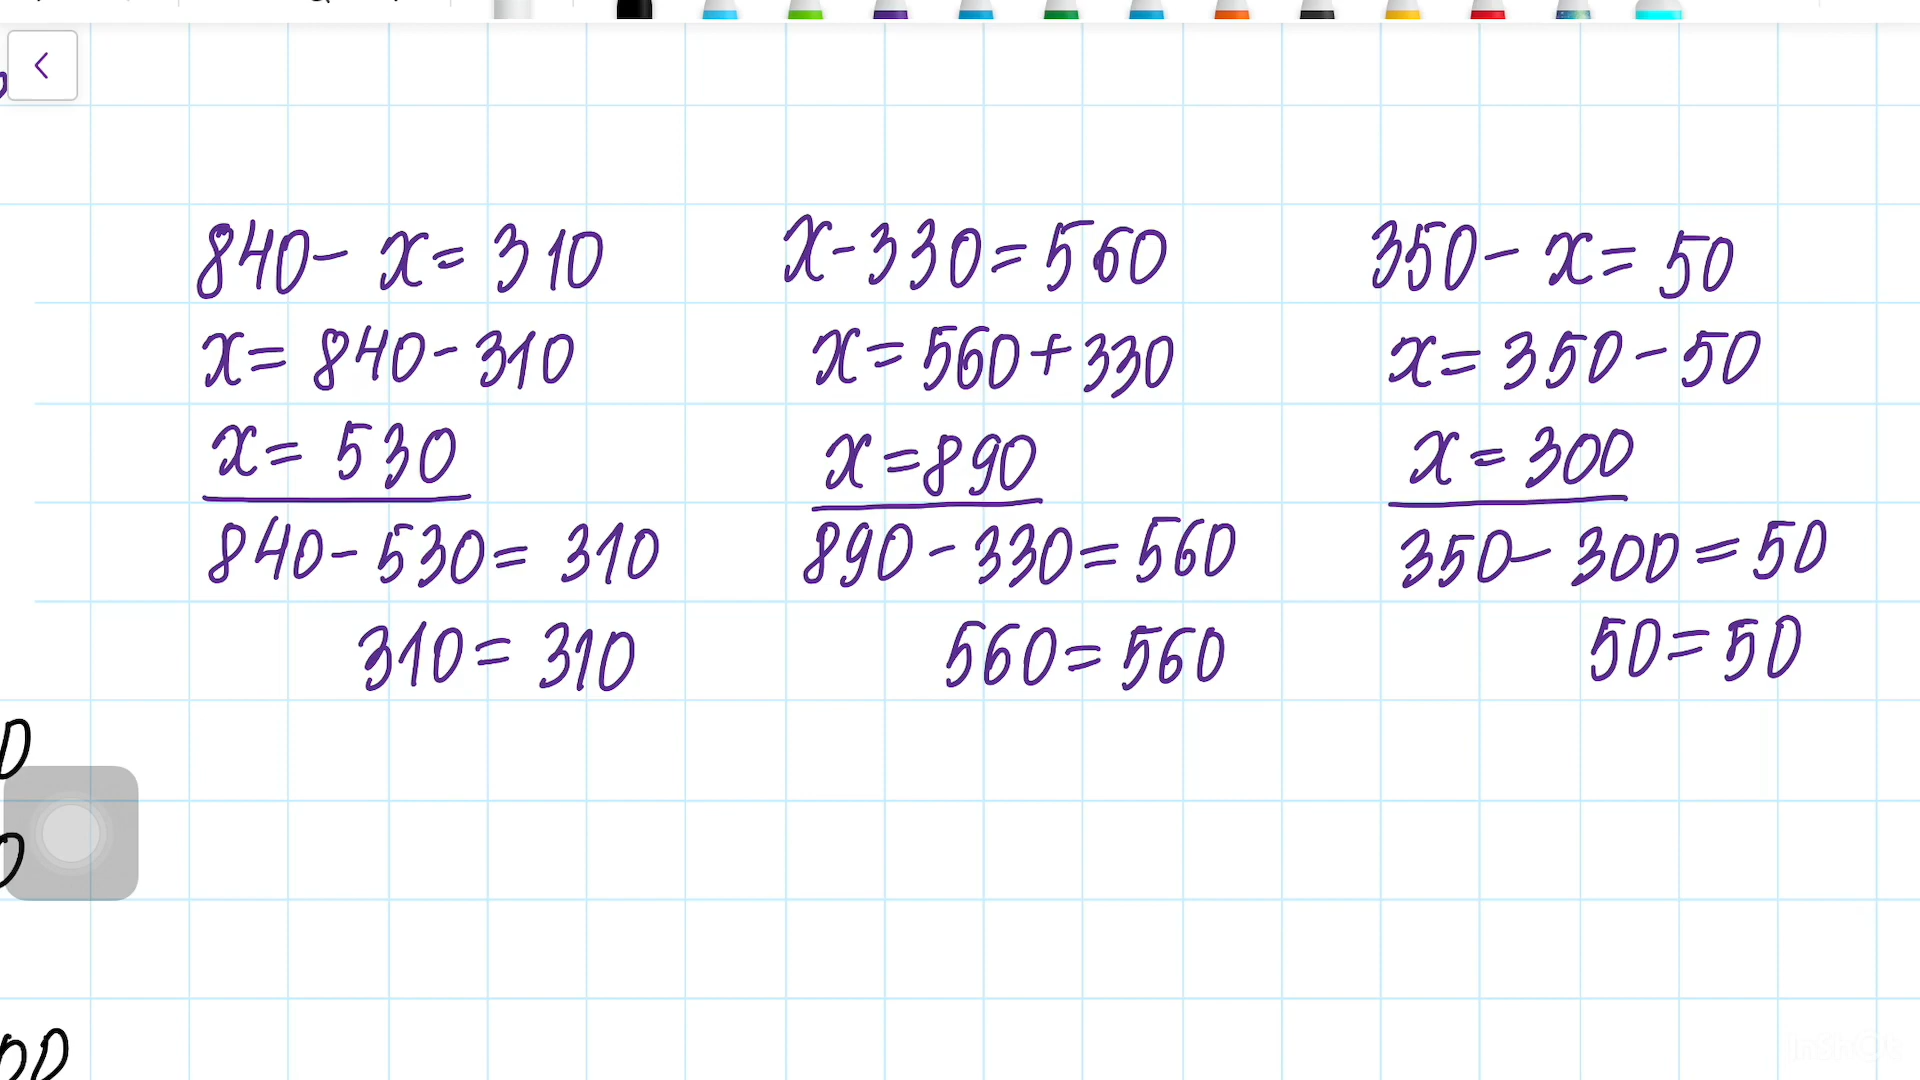 840 - x = 310
x = 840 - 310
x = 530
840 - 530 = 310
310 = 310
x - 330 = 560
x = 560 + 330
x = 890
890 - 330 = 560
560 = 560
350 - x = 50
x = 350 - 50
x = 300
350 - 300 = 50
50 = 50